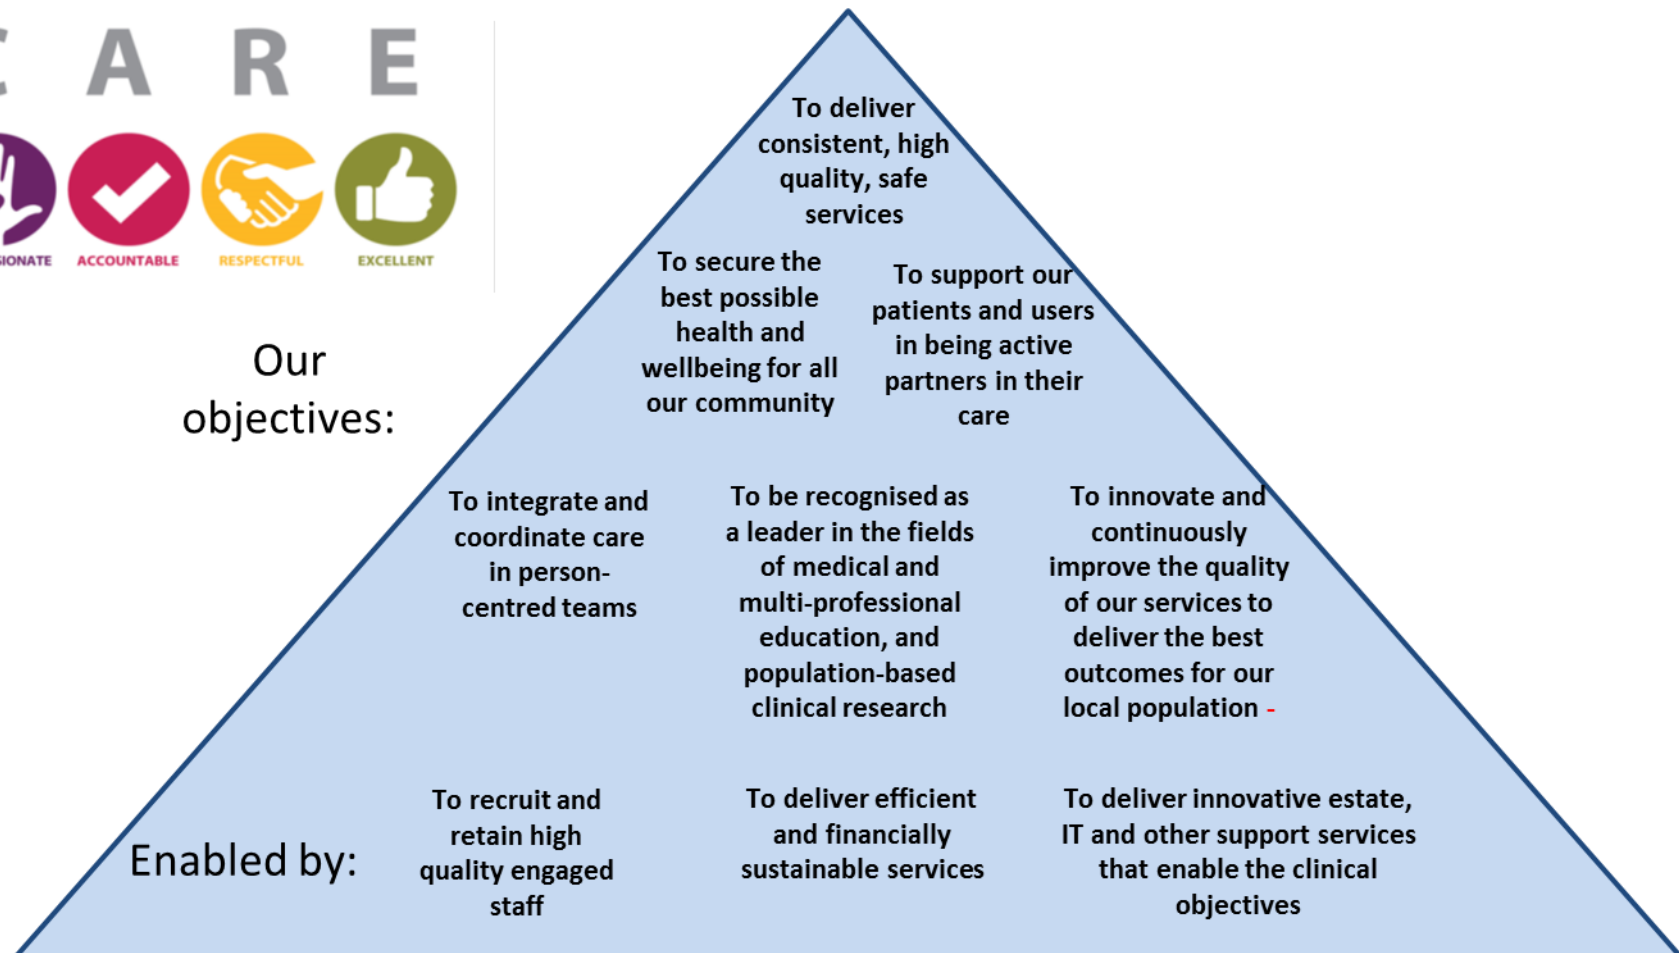 C A R E
SIONATE ACCOUNTABLE RESPECTFUL EXCELLENT
Our
objectives:
To deliver
consistent, high
quality, safe
services
To secure the
best possible
health and
wellbeing for all
our community
To support our
patients and users
in being active
partners in their
care
To integrate and
coordinate care
in person-
centred teams
To be recognised as
a leader in the fields
of medical and
multi-professional
education, and
population-based
clinical research
To innovate and
continuously
improve the quality
of our services to
deliver the best
outcomes for our
local population -
Enabled by:
To recruit and
retain high
quality engaged
staff
To deliver efficient
and financially
sustainable services
To deliver innovative estate,
IT and other support services
that enable the clinical
objectives